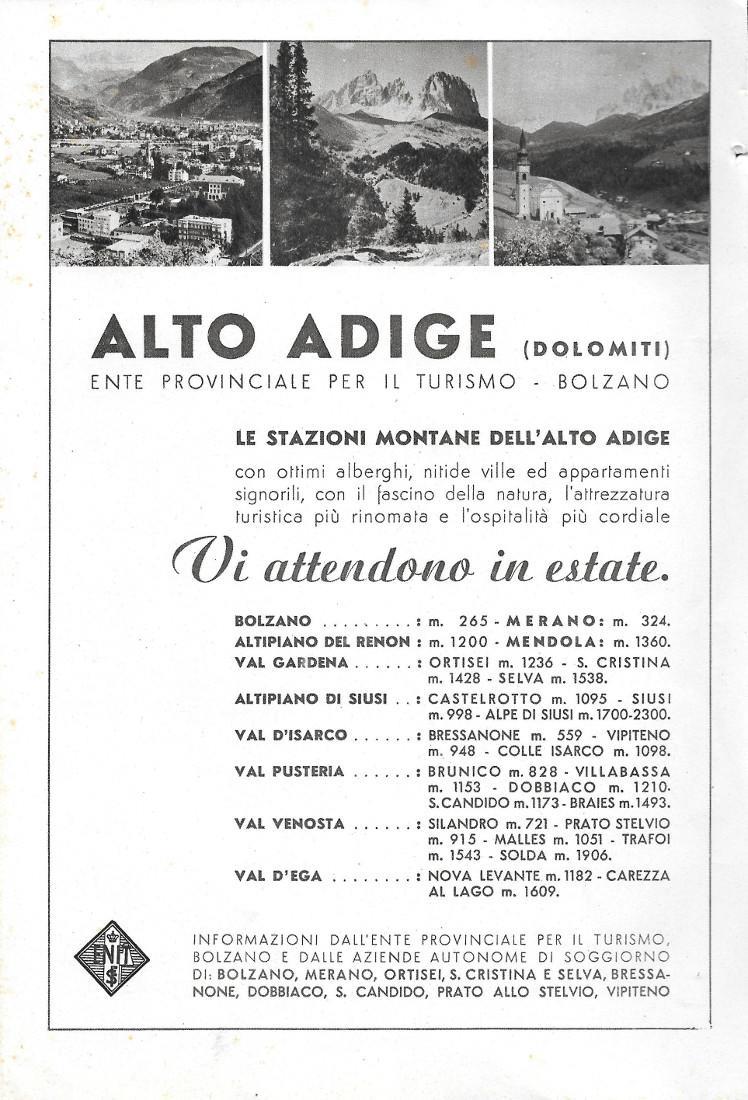 ALTO ADIGE (DOLOMITI)
ENTE PROVINCIALE PER IL TURISMO - BOLZANO
LE STAZIONI MONTANE DELL'ALTO ADIGE
con ottimi alberghi, nitide ville ed appartamenti
signorili, con il fascino della natura, l'attrezzatura
turistica più rinomata e l'ospitalità più cordiale
Vi attendono in estate.
BOLZANO . . . . . . . . . : m. 265 - MERANO: m. 324.
ALTIPIANO DEL RENON : m. 1200 - MENDOLA: m. 1360.
VAL GARDENA . . . . . . : ORTISEI m. 1236 - S. CRISTINA
m. 1428 - SELVA m. 1538.
ALTIPIANO DI SIUSI . . : CASTELROTTO m. 1095 - SIUSI
m. 998 - ALPE DI SIUSI m. 1700-2300.
VAL D'ISARCO . . . . . . : BRESSANONE m. 559 - VIPITENO
m. 948 - COLLE ISARCO m. 1098.
VAL PUSTERIA . . . . . . : BRUNICO m. 828 - VILLABASSA
m. 1153 - DOBBIACO m. 1210-
S. CANDIDO m. 1173 - BRAIES m. 1493.
VAL VENOSTA . . . . . . : SILANDRO m. 721 - PRATO STELVIO
m. 915 - MALLES m. 1051 - TRAFOI
m. 1543 - SOLDA m. 1906.
VAL D'EGA . . . . . . . . : NOVA LEVANTE m. 1182 - CAREZZA
AL LAGO m. 1609.
INFORMAZIONI DALL'ENTE PROVINCIALE PER IL TURISMO,
BOLZANO E DALLE AZIENDE AUTONOME DI SOGGIORNO
DI: BOLZANO, MERANO, ORTISEI, S. CRISTINA E SELVA, BRESSA-
NONE, DOBBIACO, S. CANDIDO, PRATO ALLO STELVIO, VIPITENO